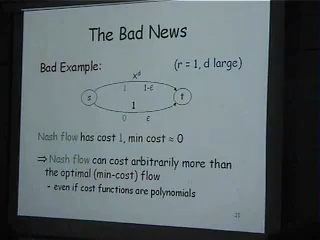 The Bad News
Bad Example:
(r = 1, d large)
xᵈ
1 1-ε
s
t
1
0 ε
Nash flow has cost 1, min cost ≈ 0
⇒ Nash flow can cost arbitrarily more than
the optimal (min-cost) flow
- even if cost functions are polynomials